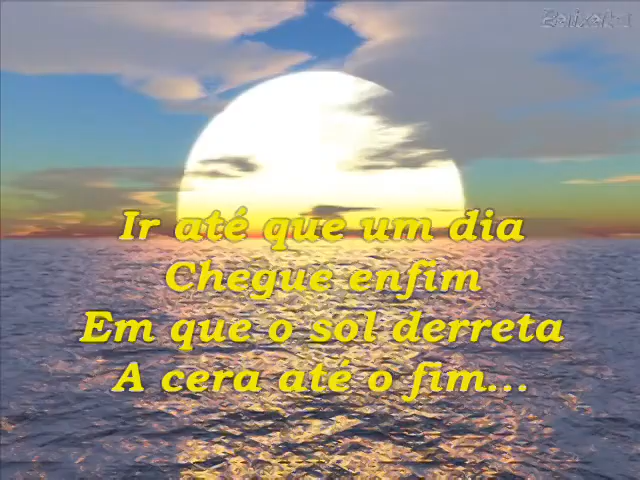 Ir até que um dia
Chegue enfim
Em que o sol derreta
A cera até o fim...